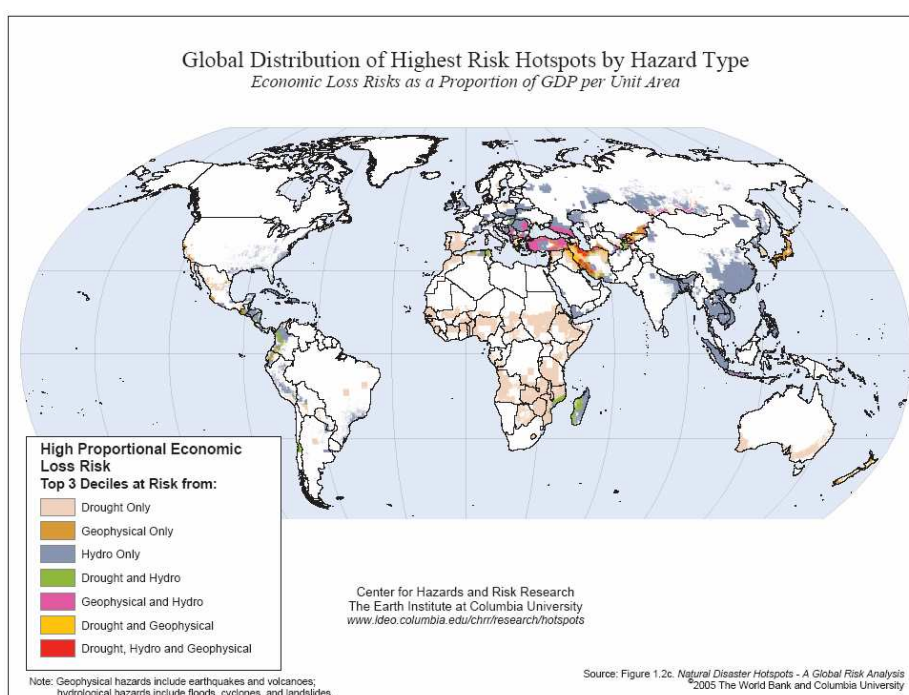 Global Distribution of Highest Risk Hotspots by Hazard Type
Economic Loss Risks as a Proportion of GDP per Unit Area
High Proportional Economic
Loss Risk
Top 3 Deciles at Risk from:
Drought Only
Geophysical Only
Hydro Only
Drought and Hydro
Geophysical and Hydro
Drought and Geophysical
Drought, Hydro and Geophysical
Center for Hazards and Risk Research
The Earth Institute at Columbia University
www.ldeo.columbia.edu/chrr/research/hotspots
Note: Geophysical hazards include earthquakes and volcanoes;
hydrological hazards include floods, cyclones, and landslides
Source: Figure 1.2c. Natural Disaster Hotspots - A Global Risk Analysis
©2005 The World Bank and Columbia University